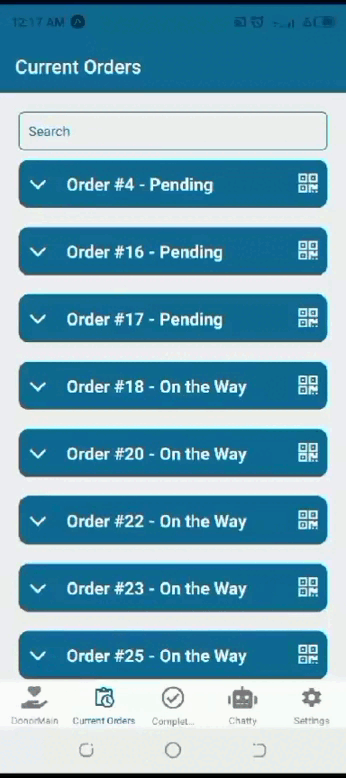 12:17 AM
Current Orders
Search
Order #4 - Pending
Order #16 - Pending
Order #17 - Pending
Order #18 - On the Way
Order #20 - On the Way
Order #22 - On the Way
Order #23 - On the Way
Order #25 - On the Way
DonorMain Current Orders Complet... Chatty Settings